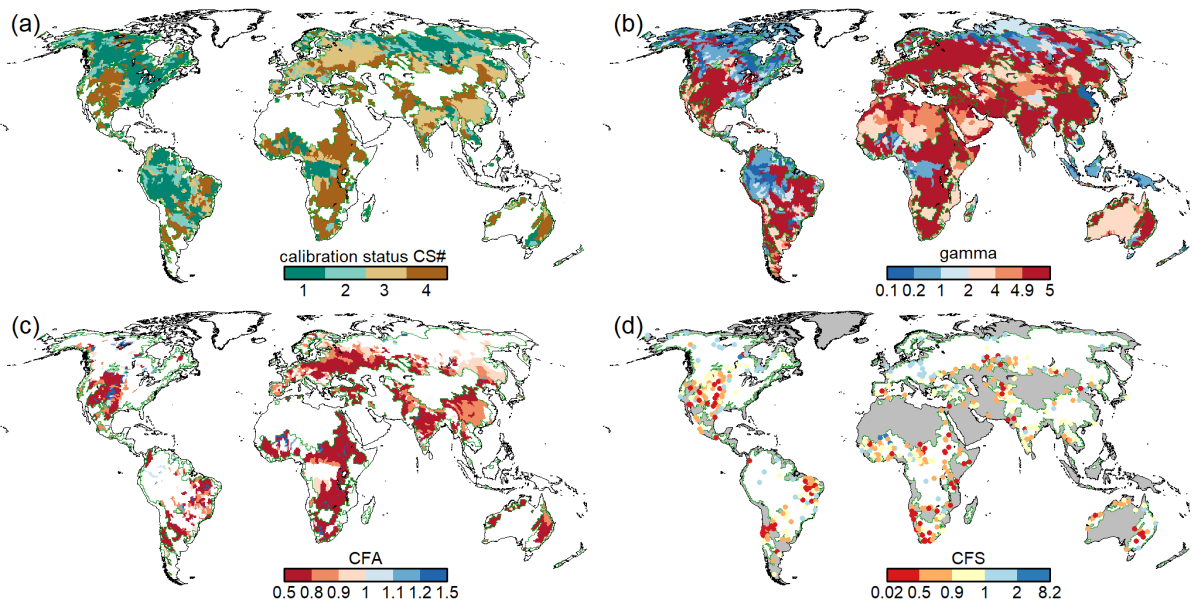 (a)
calibration status CS#
1 2 3 4
(b)
gamma
0.1 0.2 1 2 4 4.9 5
(c)
CFA
0.5 0.8 0.9 1 1.1 1.2 1.5
(d)
CFS
0.02 0.5 0.9 1 2 8.2